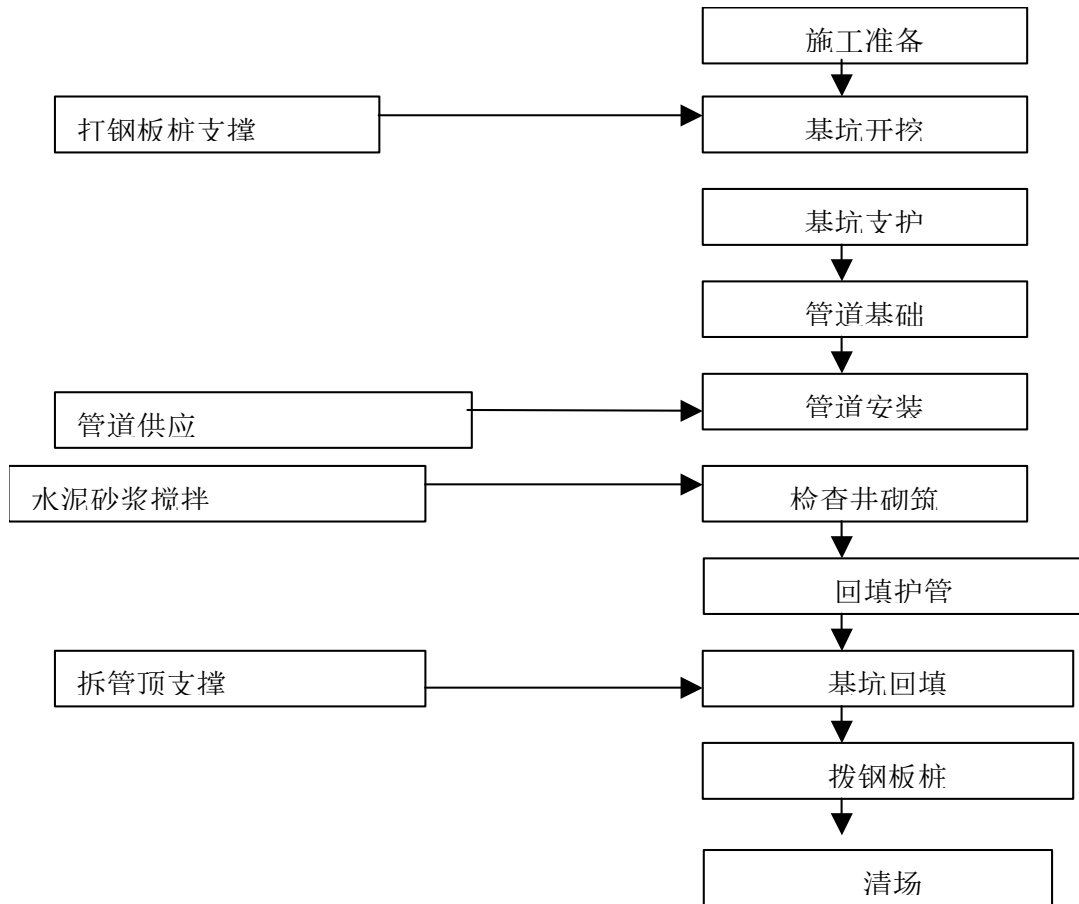 施工准备
打钢板桩支撑
基坑开挖
基坑支护
管道基础
管道安装
管道供应
水泥砂浆搅拌
检查井砌筑
回填护管
拆管顶支撑
基坑回填
拨钢板桩
清场